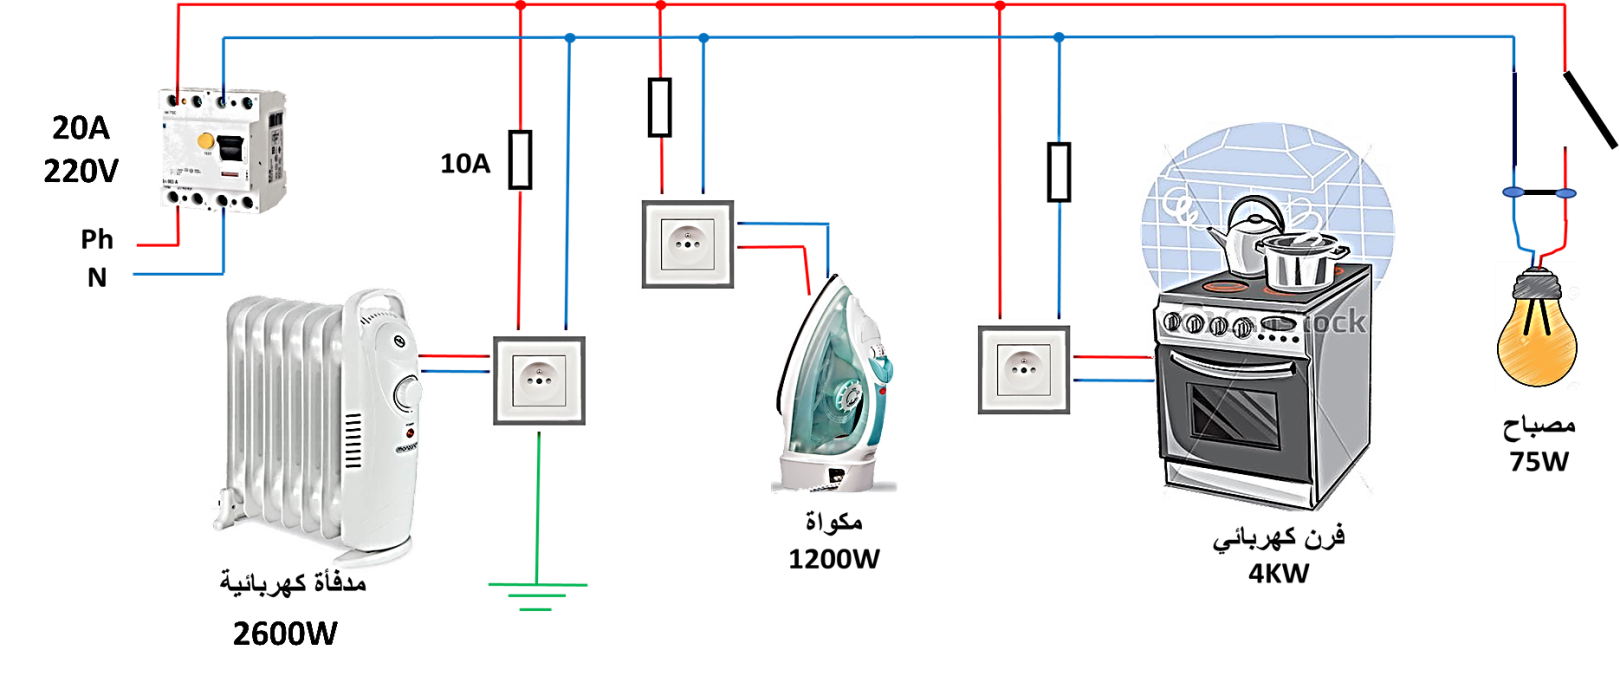 20A
220V
Ph
N
10A
مدفأة كهربائية
2600W
مكواة
1200W
فرن كهربائي
4KW
مصباح
75W